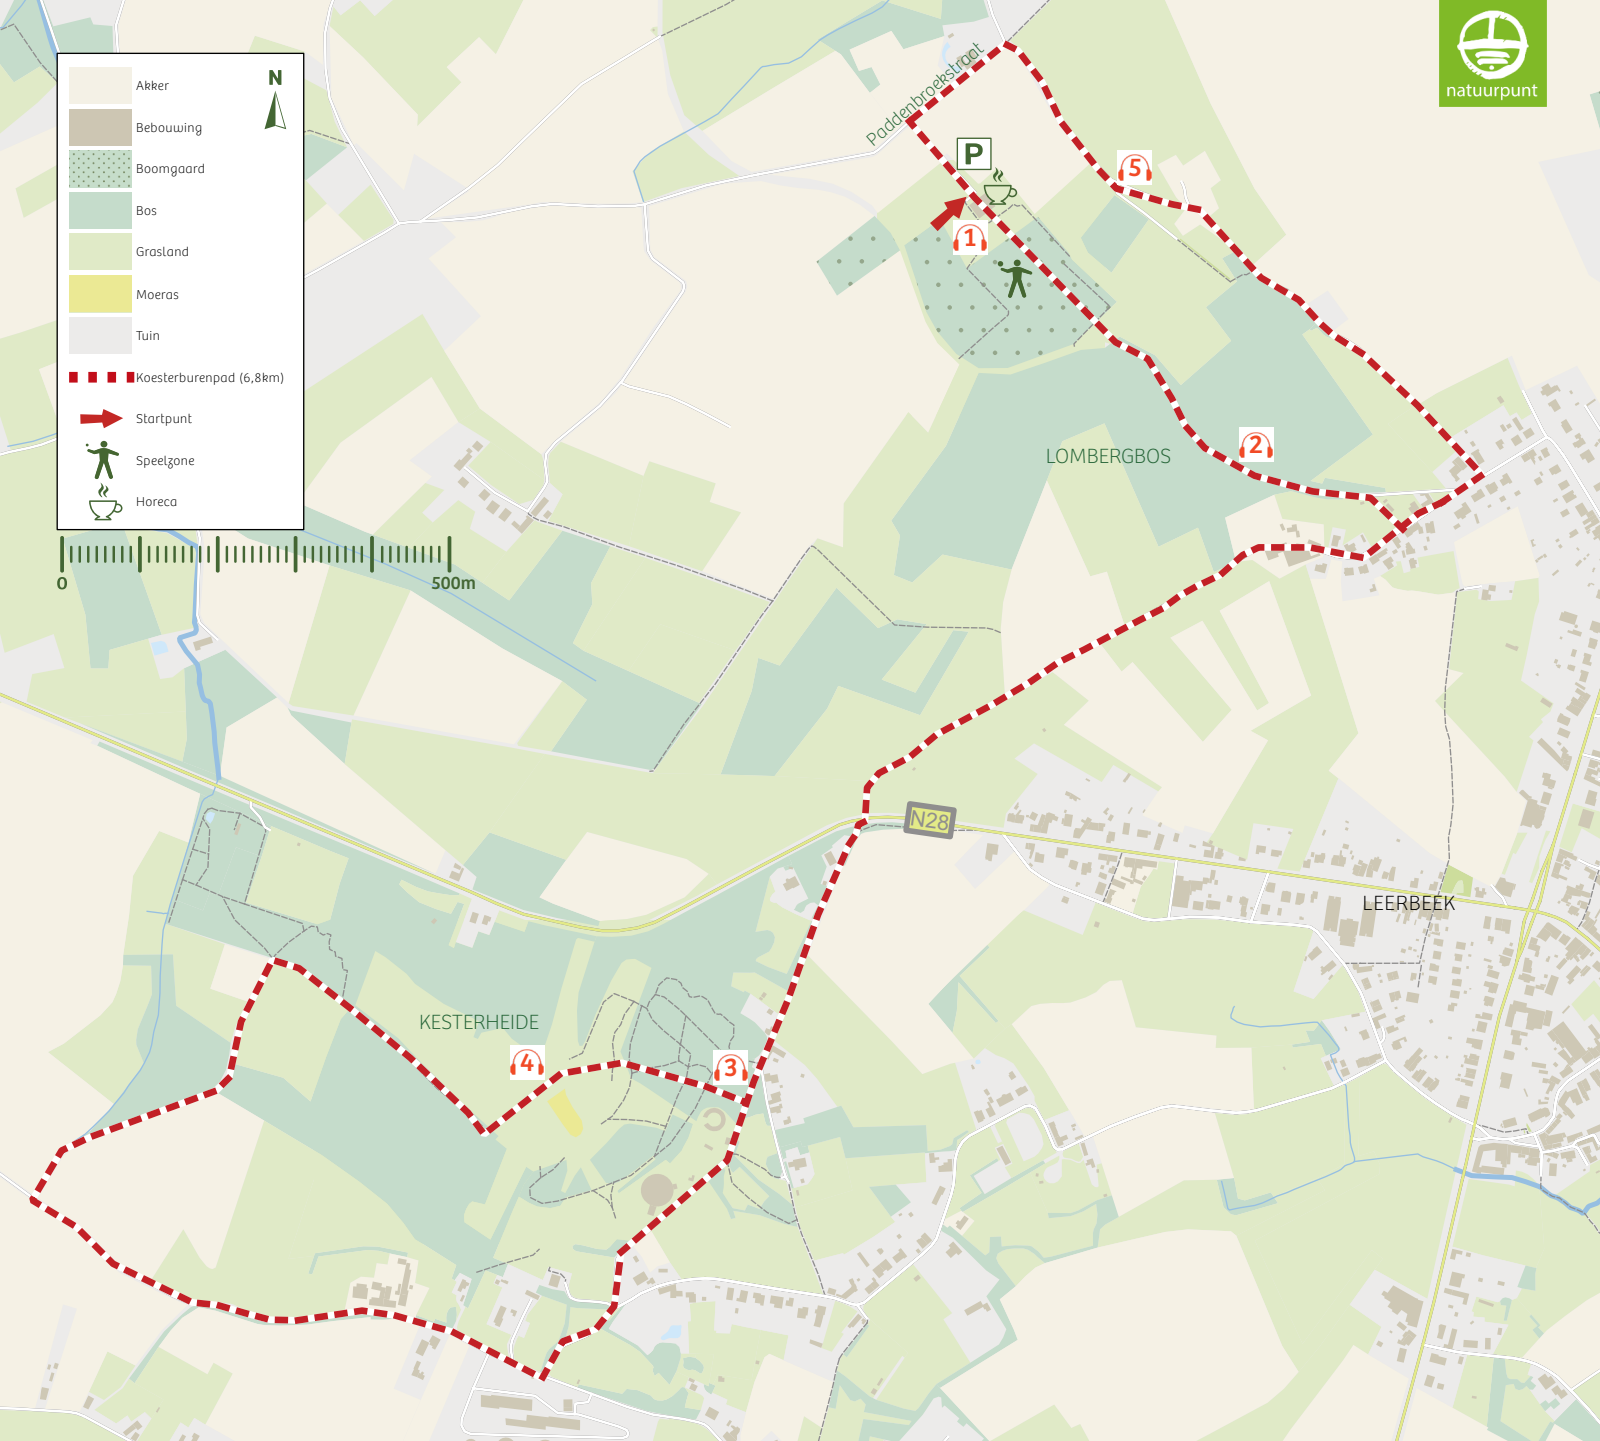 natuurpunt
N
Akker
Bebouwing
Boomgaard
Bos
Grasland
Moeras
Tuin
Koesterburenpad (6,8km)
Startpunt
Speelzone
Horeca
0
500m
Paddenbroekstraat
P
5
1
2
LOMBERGBOS
N28
LEERBEEK
KESTERHEIDE
4
3